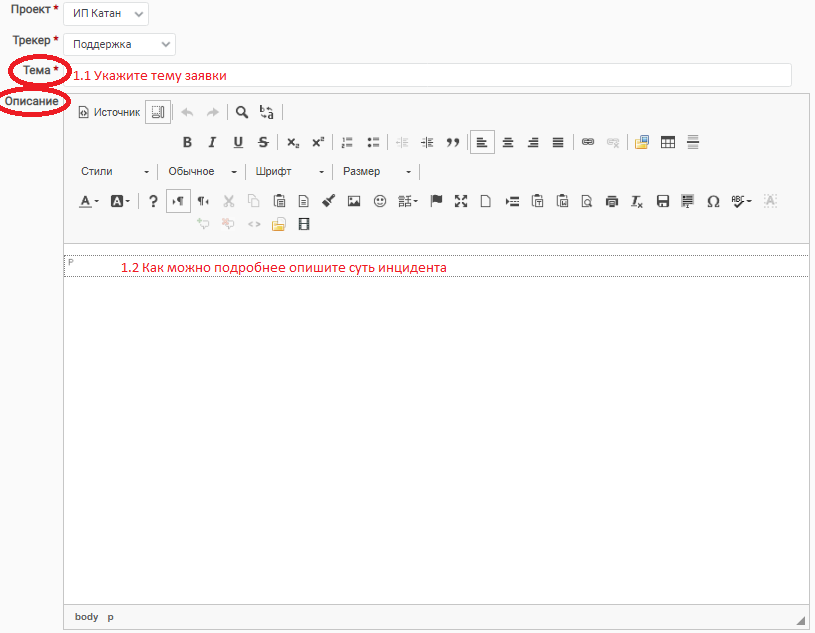 Проект * ИП Катан
Трекер * Поддержка
Тема * 1.1 Укажите тему заявки
Описание
Источник
Стили Обычное Шрифт Размер
P
1.2 Как можно подробнее опишите суть инцидента
body p